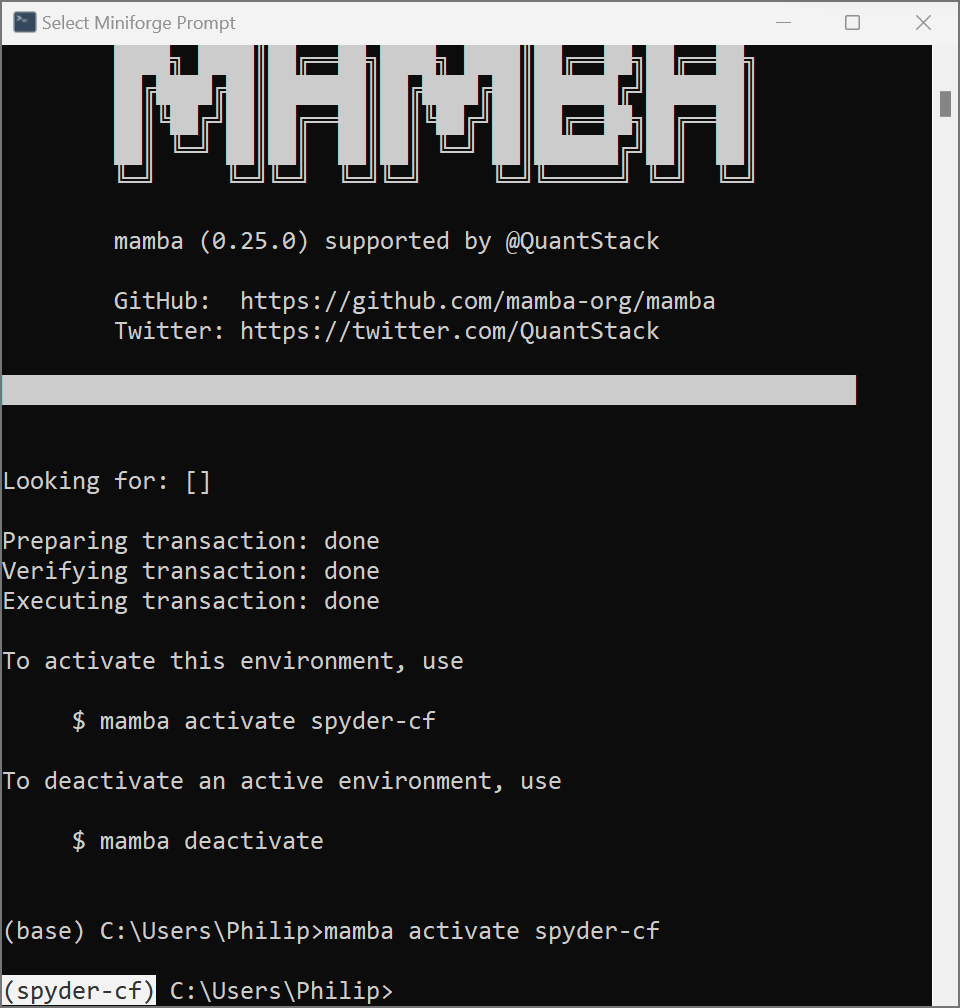 Select Miniforge Prompt
MAMBA
mamba (0.25.0) supported by @QuantStack
GitHub:  https://github.com/mamba-org/mamba
Twitter: https://twitter.com/QuantStack
Looking for: []
Preparing transaction: done
Verifying transaction: done
Executing transaction: done
To activate this environment, use
$ mamba activate spyder-cf
To deactivate an active environment, use
$ mamba deactivate
(base) C:\Users\Philip>mamba activate spyder-cf
(spyder-cf) C:\Users\Philip>